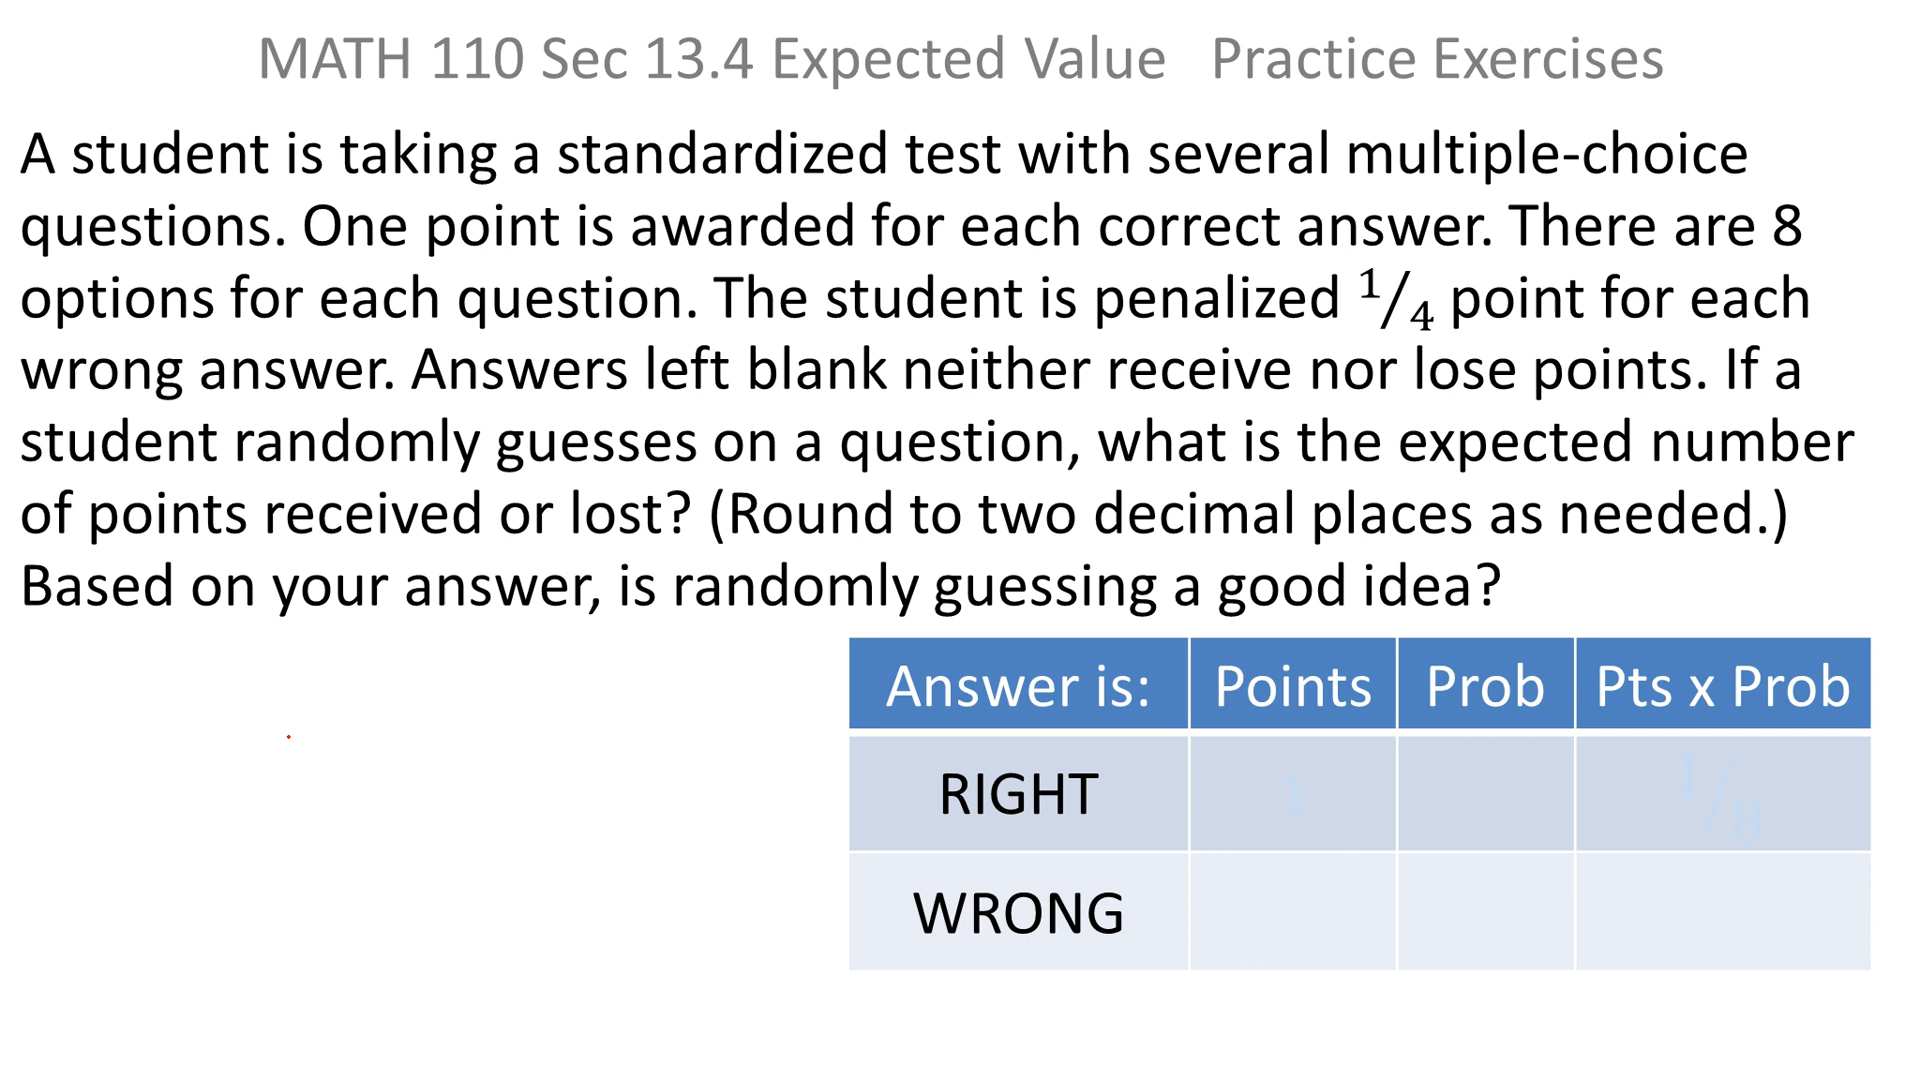 MATH 110 Sec 13.4 Expected Value   Practice Exercises
A student is taking a standardized test with several multiple-choice
questions. One point is awarded for each correct answer. There are 8
options for each question. The student is penalized 1/4 point for each
wrong answer. Answers left blank neither receive nor lose points. If a
student randomly guesses on a question, what is the expected number
of points received or lost? (Round to two decimal places as needed.)
Based on your answer, is randomly guessing a good idea?
Answer is: Points Prob Pts x Prob
RIGHT 1 1/8
WRONG